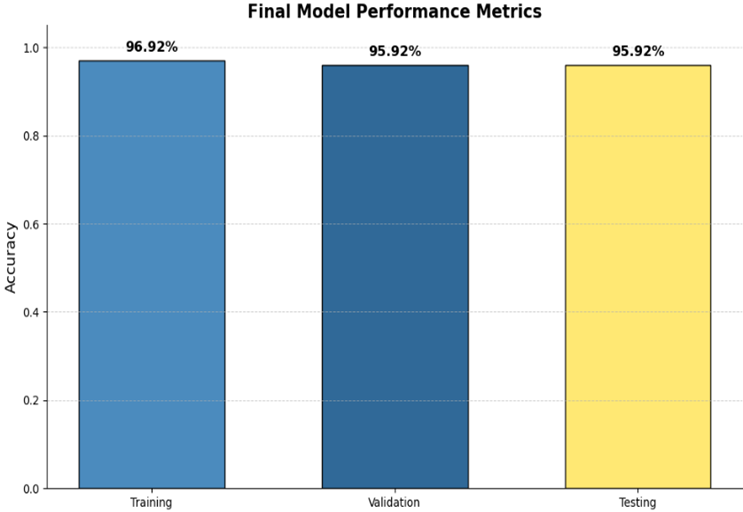 Final Model Performance Metrics
96.92%
95.92%
95.92%
1.0
0.8
0.6
0.4
0.2
0.0
Accuracy
Training
Validation
Testing